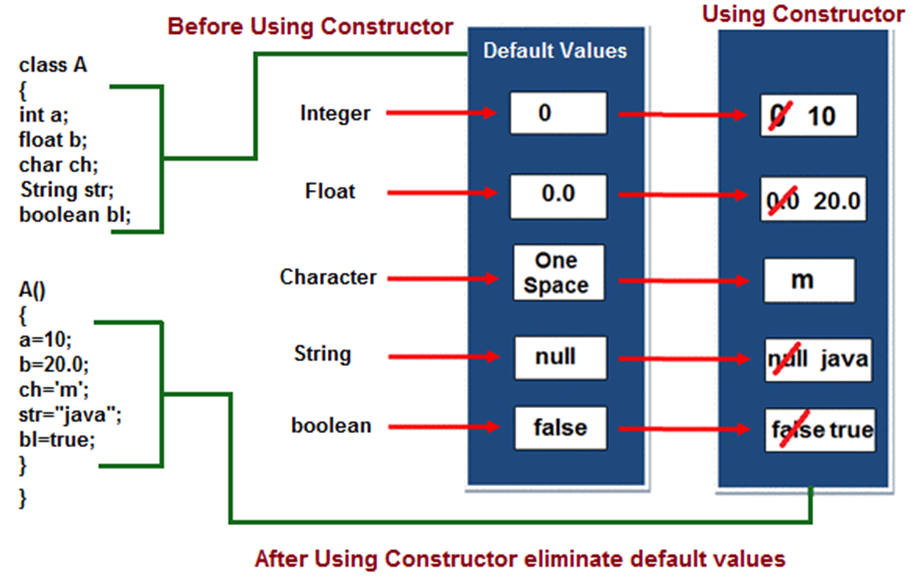 Before Using Constructor
Using Constructor
class A
{
int a;
float b;
char ch;
String str;
boolean bl;
Default Values
Integer
0
0 10
Float
0.0
0.0 20.0
Character
One
Space
m
String
null
null java
boolean
false
false true
A()
{
a=10;
b=20.0;
ch='m';
str="java";
bl=true;
}
}
After Using Constructor eliminate default values